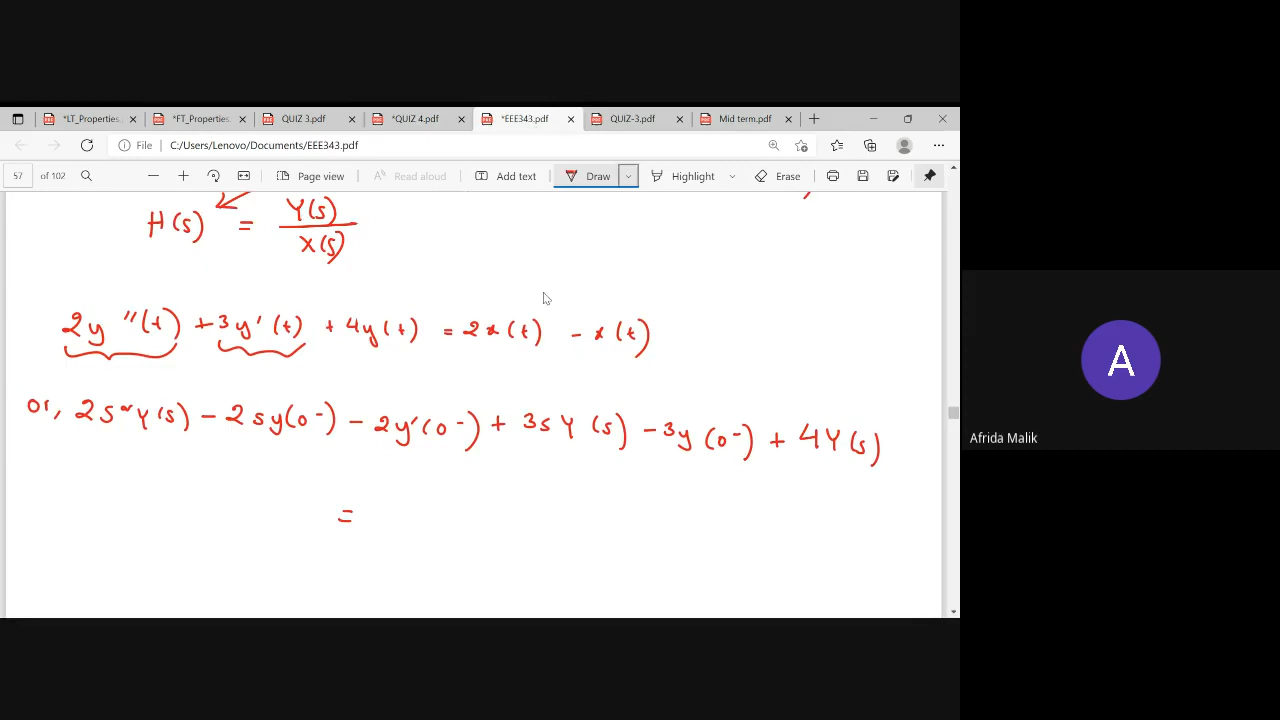 *LT_Properties.
*FT_Properties.
QUIZ 3.pdf
*QUIZ 4.pdf
*EEE343.pdf
QUIZ-3.pdf
Mid term.pdf
File
C:/Users/Lenovo/Documents/EEE343.pdf
57 of 102
Page view
Read aloud
Add text
Draw
Highlight
Erase
H(s) = Y(s)/X(s)
2y''(t) + 3y'(t) + 4y(t) = 2x(t) - x(t)
or, 2s²Y(s) - 2sy(0-) - 2y'(0-) + 3sY(s) - 3y(0-) + 4Y(s)
=
A
Afrida Malik